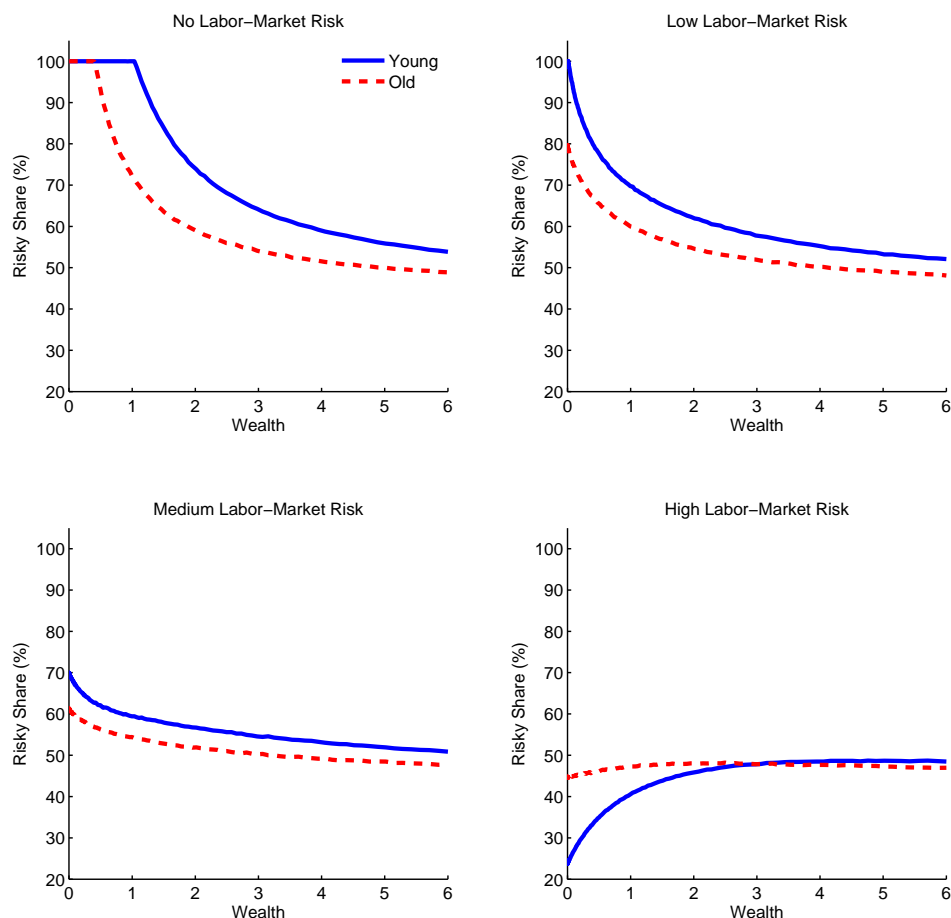 No Labor−Market Risk
100
90
80
70
60
50
40
30
20
0 1 2 3 4 5 6
Risky Share (%)
Wealth
Young
Old
Low Labor−Market Risk
100
90
80
70
60
50
40
30
20
0 1 2 3 4 5 6
Risky Share (%)
Wealth
Medium Labor−Market Risk
100
90
80
70
60
50
40
30
20
0 1 2 3 4 5 6
Risky Share (%)
Wealth
High Labor−Market Risk
100
90
80
70
60
50
40
30
20
0 1 2 3 4 5 6
Risky Share (%)
Wealth